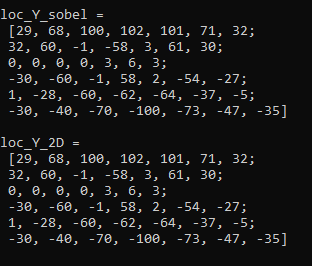 loc_Y_sobel =
[29, 68, 100, 102, 101, 71, 32;
32, 60, -1, -58, 3, 61, 30;
0, 0, 0, 0, 3, 6, 3;
-30, -60, -1, 58, 2, -54, -27;
1, -28, -60, -62, -64, -37, -5;
-30, -40, -70, -100, -73, -47, -35]
loc_Y_2D =
[29, 68, 100, 102, 101, 71, 32;
32, 60, -1, -58, 3, 61, 30;
0, 0, 0, 0, 3, 6, 3;
-30, -60, -1, 58, 2, -54, -27;
1, -28, -60, -62, -64, -37, -5;
-30, -40, -70, -100, -73, -47, -35]